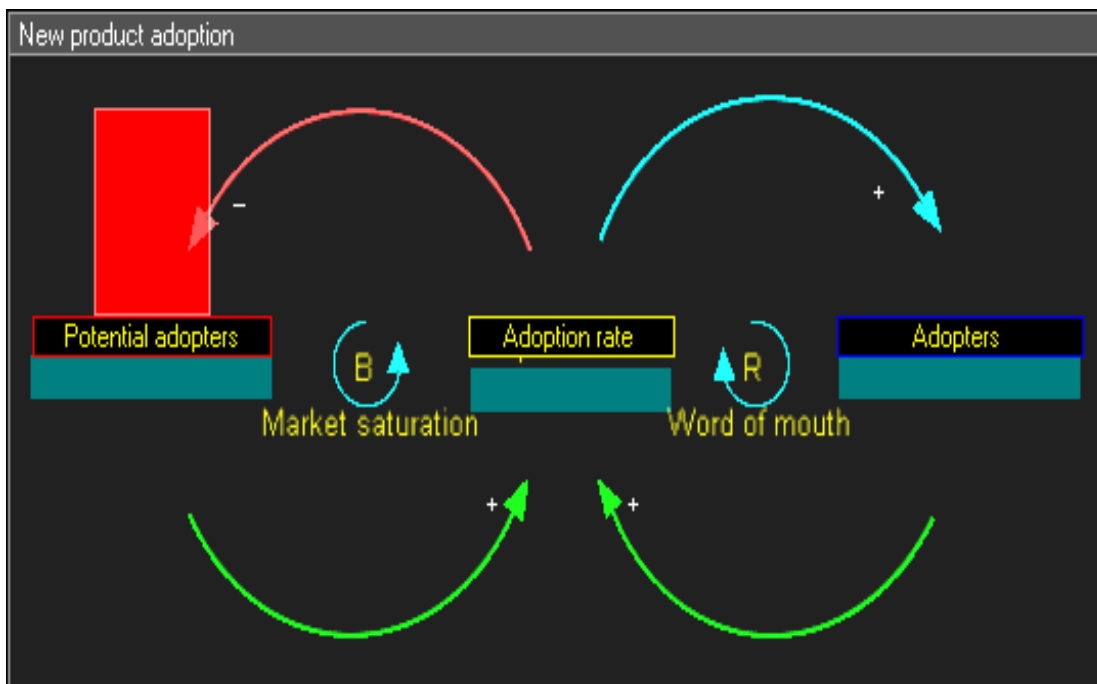 New product adoption
−
+
Potential adopters
Adoption rate
Adopters
B
R
Market saturation
Word of mouth
+
+